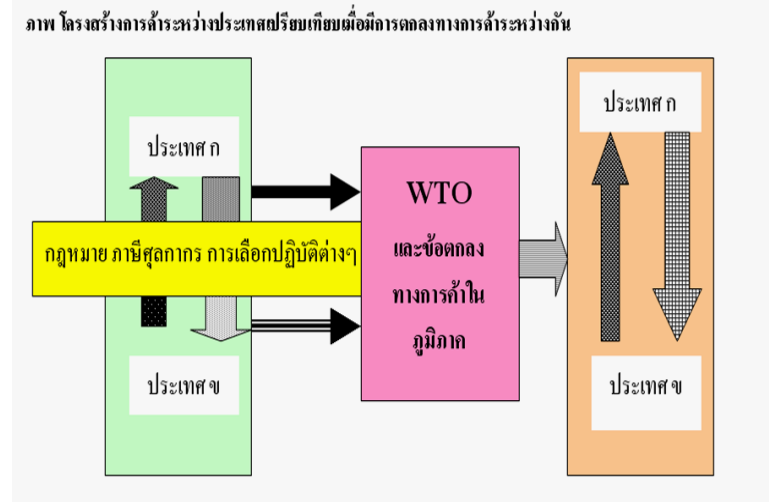 ภาพ โครงสร้างการค้าระหว่างประเทศเปรียบเทียบเมื่อมีการตกลงทางการค้าระหว่างกัน
ประเทศ ก
กฎหมาย ภาษีศุลกากร การเลือกปฏิบัติต่างๆ
ประเทศ ข
WTO
และข้อตกลง
ทางการค้าใน
ภูมิภาค
ประเทศ ก
ประเทศ ข